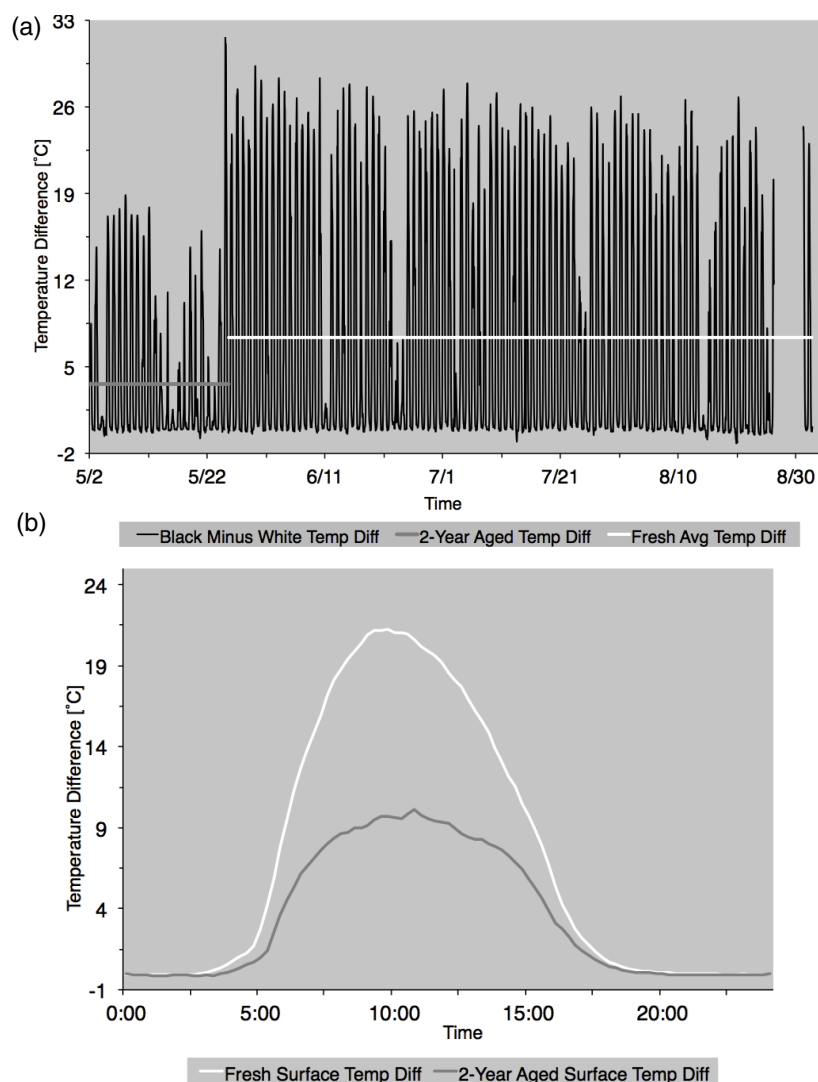 (a)
33
26
19
12
5
-2
Temperature Difference [˚C]
5/2 5/22 6/11 7/1 7/21 8/10 8/30
Time
Black Minus White Temp Diff 2-Year Aged Temp Diff Fresh Avg Temp Diff
(b)
24
19
14
9
4
-1
Temperature Difference [˚C]
0:00 5:00 10:00 15:00 20:00
Time
Fresh Surface Temp Diff 2-Year Aged Surface Temp Diff